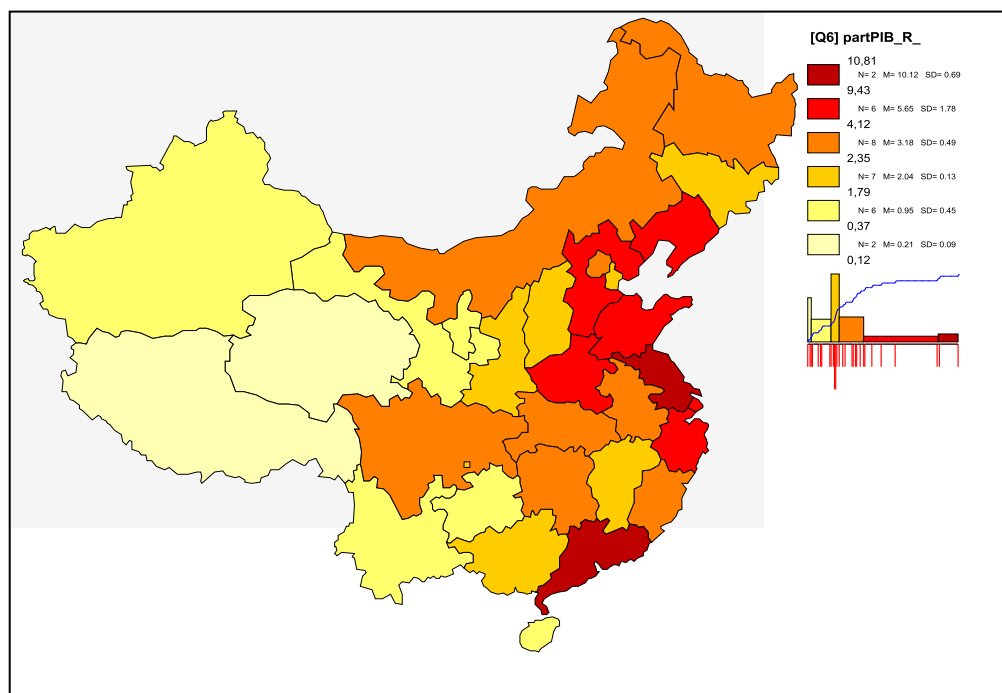 [Q6] partPIB_R_
10,81
N= 2 M= 10.12 SD= 0.69
9,43
N= 6 M= 5.65 SD= 1.78
4,12
N= 8 M= 3.18 SD= 0.49
2,35
N= 7 M= 2.04 SD= 0.13
1,79
N= 6 M= 0.95 SD= 0.45
0,37
N= 2 M= 0.21 SD= 0.09
0,12